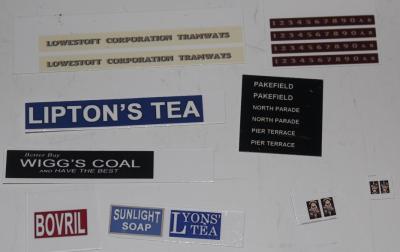 LOWESTOFT CORPORATION TRAMWAYS
LOWESTOFT CORPORATION TRAMWAYS
1 2 3 4 5 6 7 8 9 0 A B
1 2 3 4 5 6 7 8 9 0 A B
1 2 3 4 5 6 7 8 9 0 A B
1 2 3 4 5 6 7 8 9 0 A B
PAKEFIELD
PAKEFIELD
NORTH PARADE
NORTH PARADE
PIER TERRACE
PIER TERRACE
LIPTON'S TEA
Better Buy
WIGG'S COAL
AND HAVE THE BEST
BOVRIL
SUNLIGHT
SOAP
LYONS'
TEA